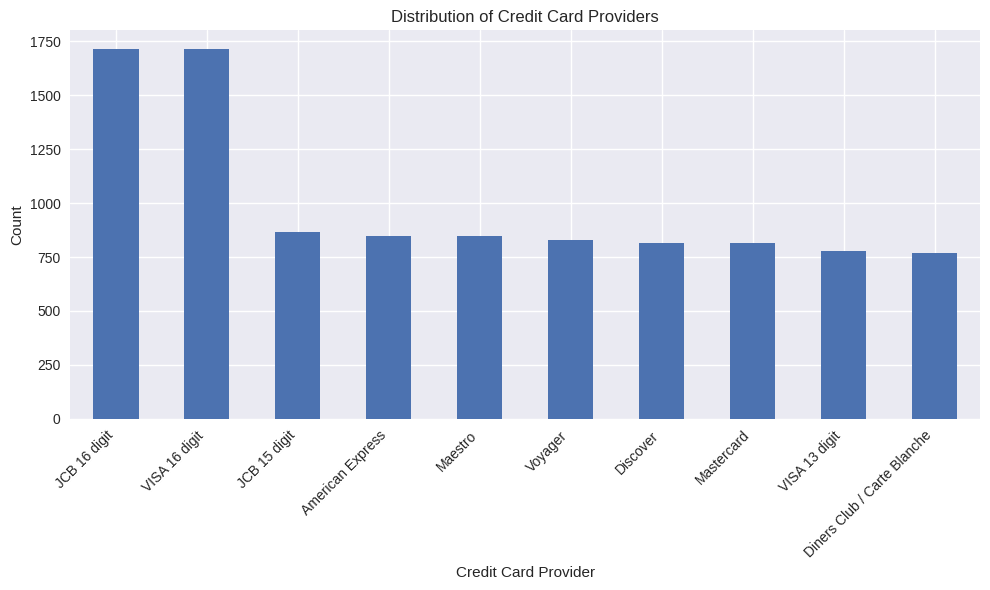 Distribution of Credit Card Providers
Count
1750
1500
1250
1000
750
500
250
0
JCB 16 digit
VISA 16 digit
JCB 15 digit
American Express
Maestro
Voyager
Discover
Mastercard
VISA 13 digit
Diners Club / Carte Blanche
Credit Card Provider